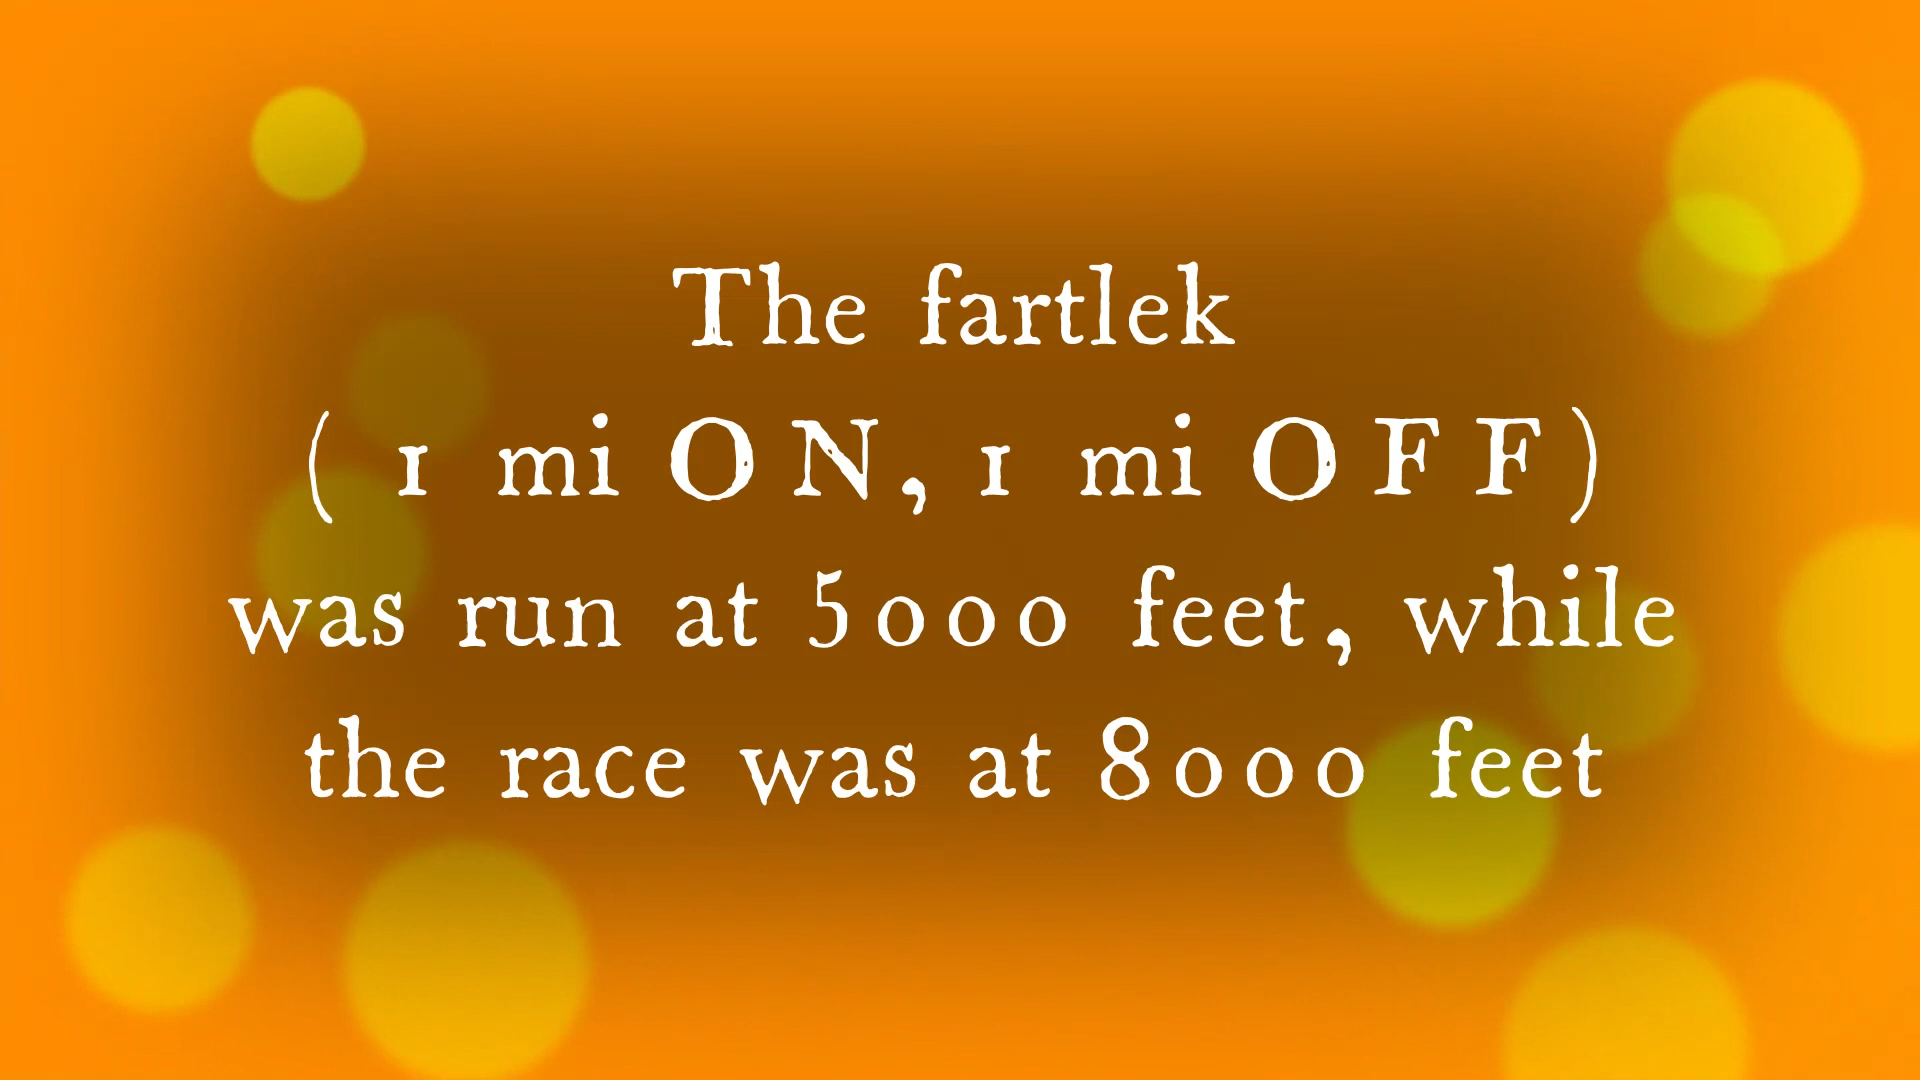 The fartlek
( 1 mi ON, 1 mi OFF)
was run at 5000 feet, while
the race was at 8000 feet